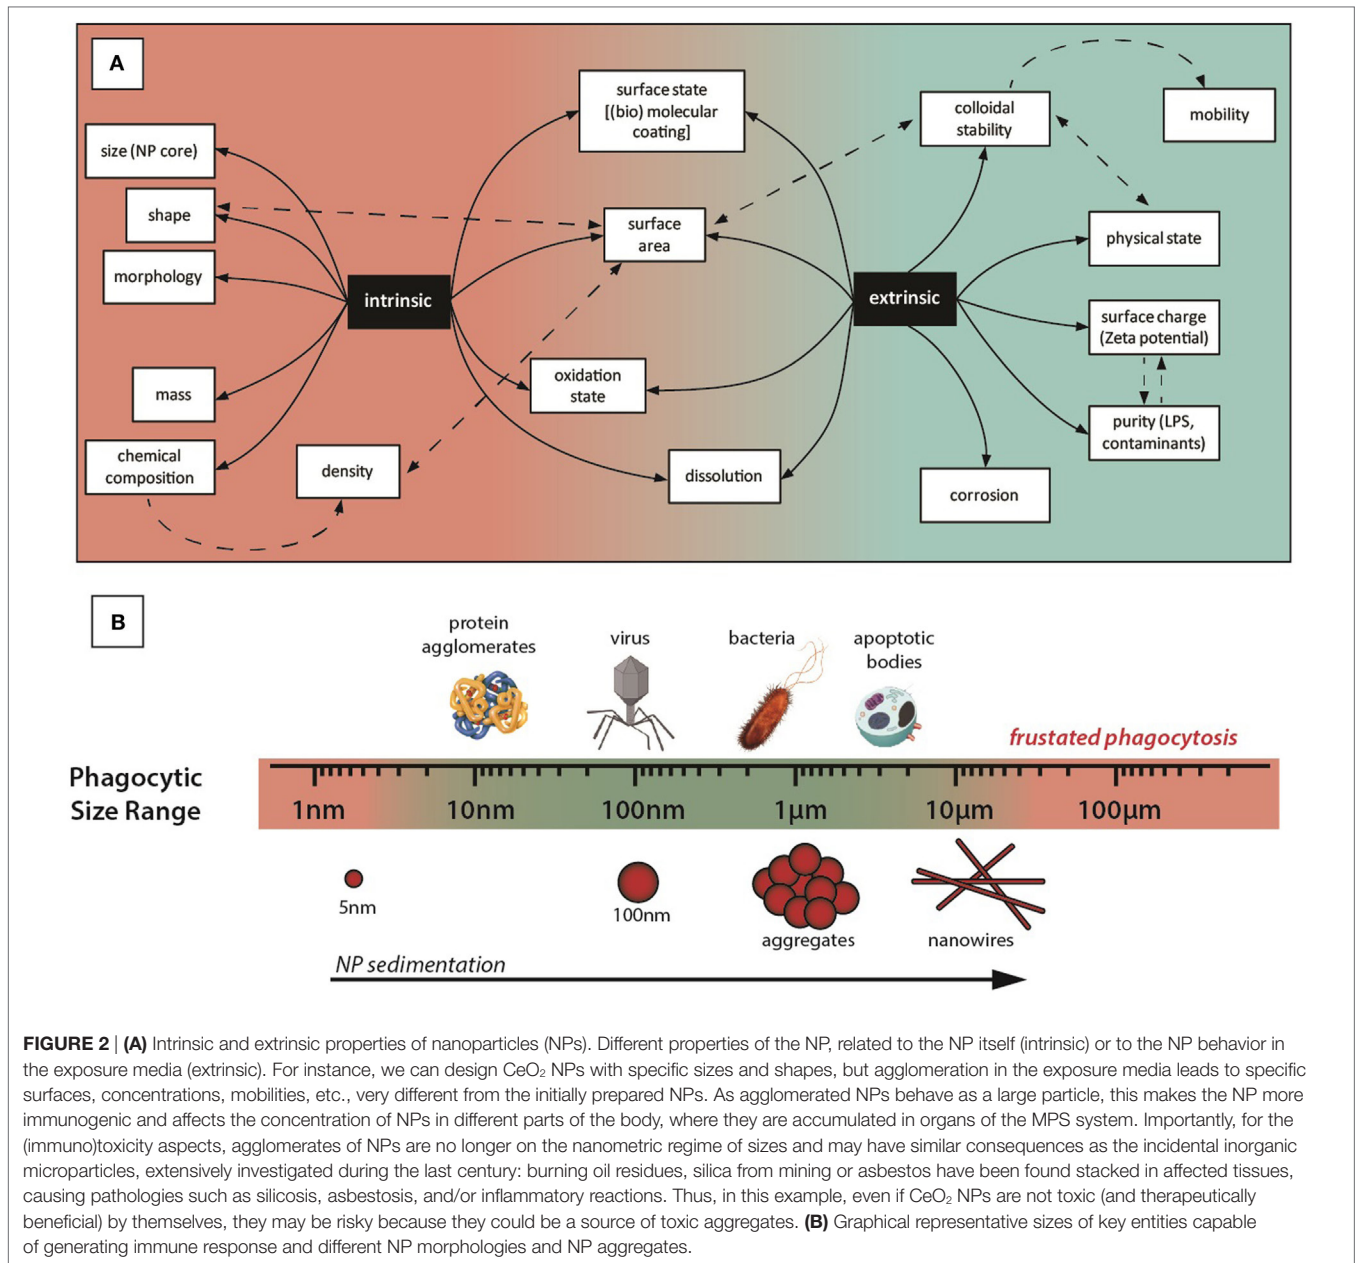 A
surface state
[(bio) molecular
coating]
colloidal
stability
mobility
size (NP core)
shape
surface
area
physical state
morphology
intrinsic
extrinsic
surface charge
(Zeta potential)
mass
oxidation
state
purity (LPS,
contaminants)
chemical
composition
density
dissolution
corrosion
B
protein
agglomerates
virus
bacteria
apoptotic
bodies
frustated phagocytosis
Phagocytic
Size Range
1nm 10nm 100nm 1µm 10µm 100µm
5nm
100nm
aggregates
nanowires
NP sedimentation
FIGURE 2 | (A) Intrinsic and extrinsic properties of nanoparticles (NPs). Different properties of the NP, related to the NP itself (intrinsic) or to the NP behavior in
the exposure media (extrinsic). For instance, we can design CeO₂ NPs with specific sizes and shapes, but agglomeration in the exposure media leads to specific
surfaces, concentrations, mobilities, etc., very different from the initially prepared NPs. As agglomerated NPs behave as a large particle, this makes the NP more
immunogenic and affects the concentration of NPs in different parts of the body, where they are accumulated in organs of the MPS system. Importantly, for the
(immuno)toxicity aspects, agglomerates of NPs are no longer on the nanometric regime of sizes and may have similar consequences as the incidental inorganic
microparticles, extensively investigated during the last century: burning oil residues, silica from mining or asbestos have been found stacked in affected tissues,
causing pathologies such as silicosis, asbestosis, and/or inflammatory reactions. Thus, in this example, even if CeO₂ NPs are not toxic (and therapeutically
beneficial) by themselves, they may be risky because they could be a source of toxic aggregates. (B) Graphical representative sizes of key entities capable
of generating immune response and different NP morphologies and NP aggregates.